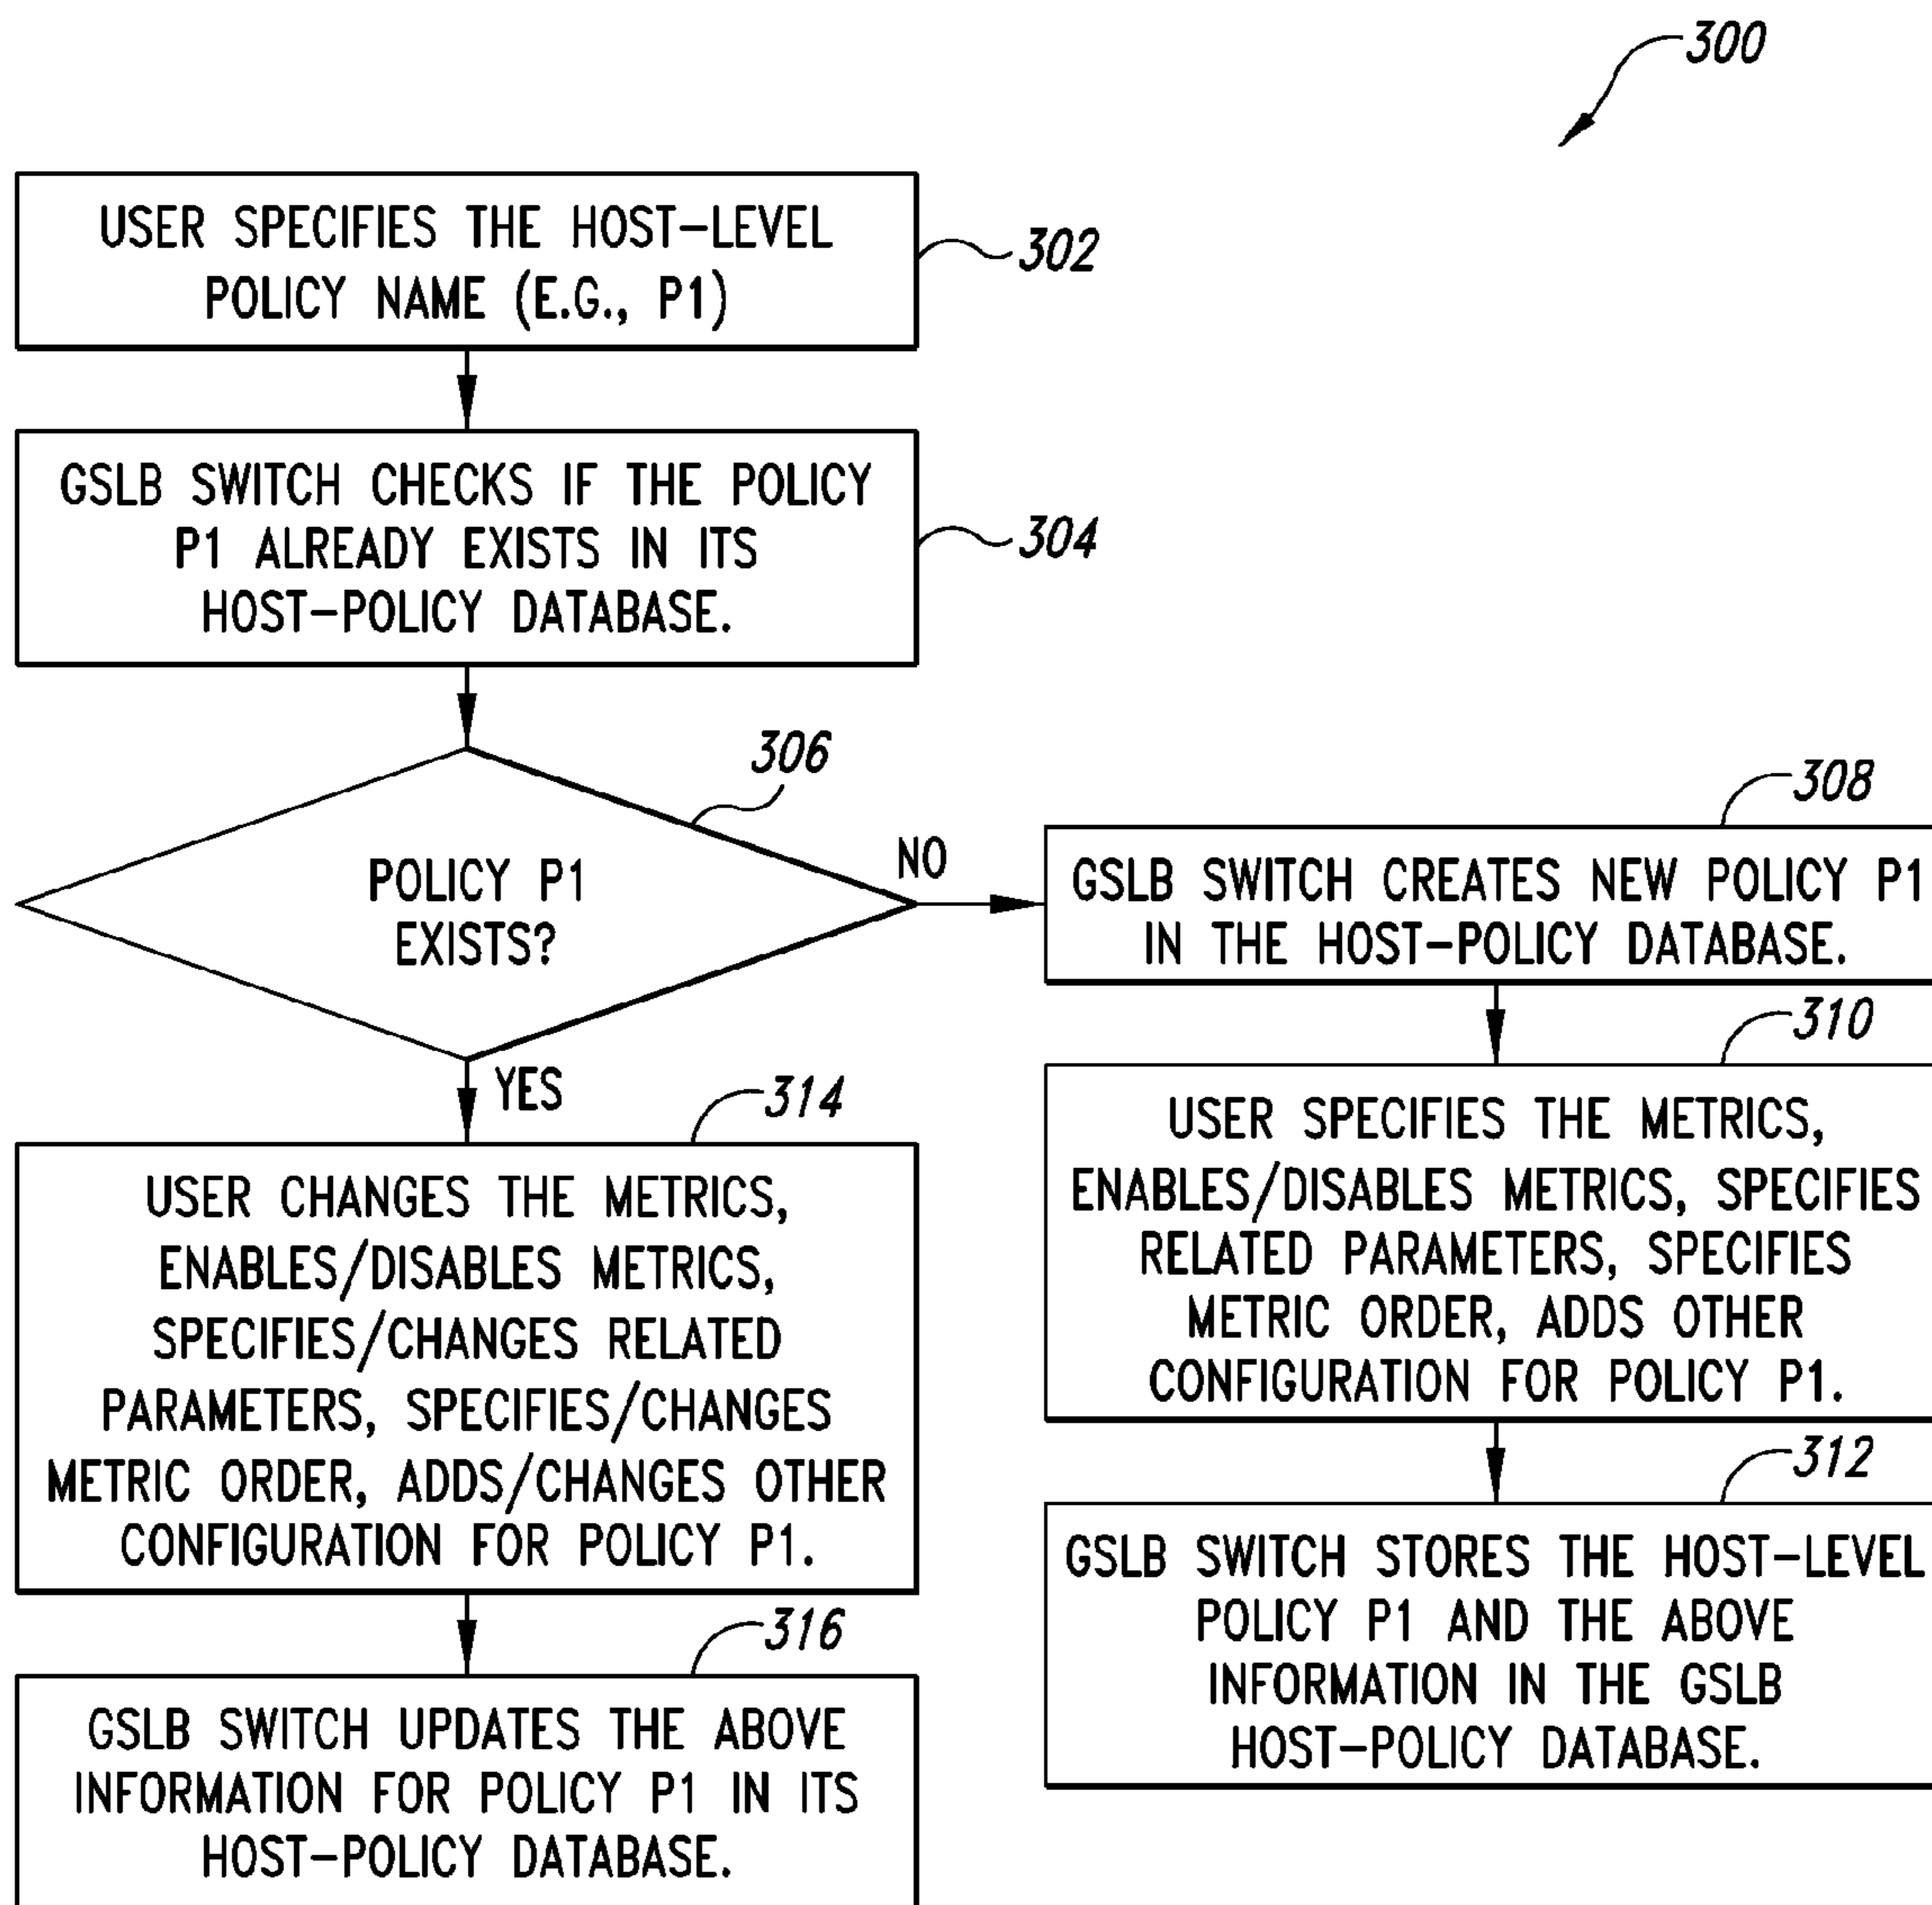 300
USER SPECIFIES THE HOST-LEVEL
POLICY NAME (E.G., P1)
302
GSLB SWITCH CHECKS IF THE POLICY
P1 ALREADY EXISTS IN ITS
HOST-POLICY DATABASE.
304
306
POLICY P1
EXISTS?
NO
YES
308
GSLB SWITCH CREATES NEW POLICY P1
IN THE HOST-POLICY DATABASE.
310
USER SPECIFIES THE METRICS,
ENABLES/DISABLES METRICS, SPECIFIES
RELATED PARAMETERS, SPECIFIES
METRIC ORDER, ADDS OTHER
CONFIGURATION FOR POLICY P1.
312
GSLB SWITCH STORES THE HOST-LEVEL
POLICY P1 AND THE ABOVE
INFORMATION IN THE GSLB
HOST-POLICY DATABASE.
314
USER CHANGES THE METRICS,
ENABLES/DISABLES METRICS,
SPECIFIES/CHANGES RELATED
PARAMETERS, SPECIFIES/CHANGES
METRIC ORDER, ADDS/CHANGES OTHER
CONFIGURATION FOR POLICY P1.
316
GSLB SWITCH UPDATES THE ABOVE
INFORMATION FOR POLICY P1 IN ITS
HOST-POLICY DATABASE.